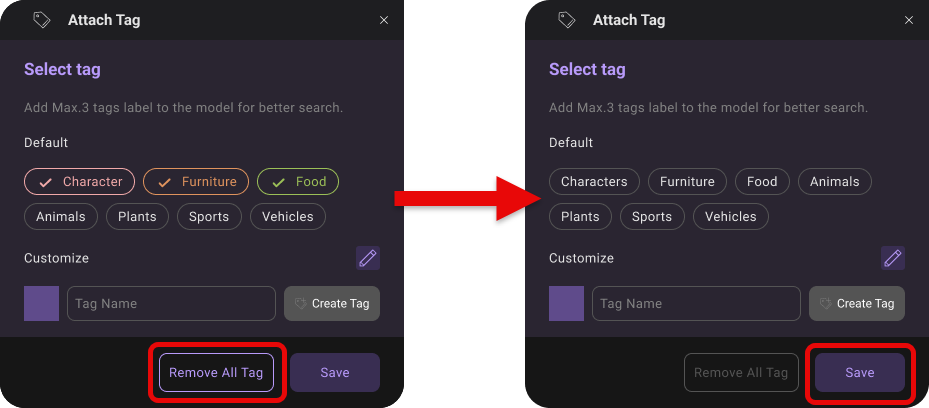 Attach Tag
Select tag
Add Max.3 tags label to the model for better search.
Default
Character Furniture Food
Animals Plants Sports Vehicles
Customize
Tag Name Create Tag
Remove All Tag Save
Attach Tag
Select tag
Add Max.3 tags label to the model for better search.
Default
Characters Furniture Food Animals
Plants Sports Vehicles
Customize
Tag Name Create Tag
Remove All Tag Save